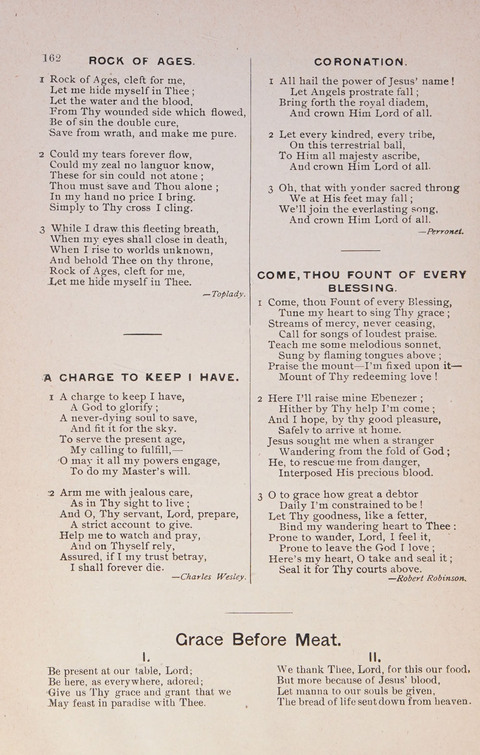 162
ROCK OF AGES.
1 Rock of Ages, cleft for me,
Let me hide myself in Thee;
Let the water and the blood,
From Thy wounded side which flowed,
Be of sin the double cure,
Save from wrath, and make me pure.
2 Could my tears forever flow,
Could my zeal no languor know,
These for sin could not atone;
Thou must save and Thou alone;
In my hand no price I bring.
Simply to Thy cross I cling.
3 While I draw this fleeting breath,
When my eyes shall close in death,
When I rise to worlds unknown,
And behold Thee on thy throne,
Rock of Ages, cleft for me,
Let me hide myself in Thee.
—Toplady.
A CHARGE TO KEEP I HAVE.
1 A charge to keep I have,
A God to glorify;
A never-dying soul to save,
And fit it for the sky.
To serve the present age,
My calling to fulfill,—
O may it all my powers engage,
To do my Master's will.
2 Arm me with jealous care,
As in Thy sight to live;
And O, Thy servant, Lord, prepare,
A strict account to give.
Help me to watch and pray,
And on Thyself rely,
Assured, if I my trust betray,
I shall forever die.
—Charles Wesley.
CORONATION.
1 All hail the power of Jesus' name!
Let Angels prostrate fall;
Bring forth the royal diadem,
And crown Him Lord of all.
2 Let every kindred, every tribe,
On this terrestrial ball,
To Him all majesty ascribe,
And crown Him Lord of all.
3 Oh, that with yonder sacred throng
We at His feet may fall;
We'll join the everlasting song,
And crown Him Lord of all.
—Perronet.
COME, THOU FOUNT OF EVERY
BLESSING.
1 Come, thou Fount of every Blessing,
Tune my heart to sing Thy grace;
Streams of mercy, never ceasing,
Call for songs of loudest praise.
Teach me some melodious sonnet,
Sung by flaming tongues above;
Praise the mount—I'm fixed upon it—
Mount of Thy redeeming love!
2 Here I'll raise mine Ebenezer;
Hither by Thy help I'm come;
And I hope, by thy good pleasure,
Safely to arrive at home.
Jesus sought me when a stranger
Wandering from the fold of God;
He, to rescue me from danger,
Interposed His precious blood.
3 O to grace how great a debtor
Daily I'm constrained to be!
Let Thy goodness, like a fetter,
Bind my wandering heart to Thee:
Prone to wander, Lord, I feel it,
Prone to leave the God I love;
Here's my heart, O take and seal it;
Seal it for Thy courts above.
—Robert Robinson.
Grace Before Meat.
I.
Be present at our table, Lord;
Be here, as everywhere, adored;
Give us Thy grace and grant that we
May feast in paradise with Thee.
II.
We thank Thee, Lord, for this our food,
But more because of Jesus' blood,
Let manna to our souls be given,
The bread of life sent down from heaven.